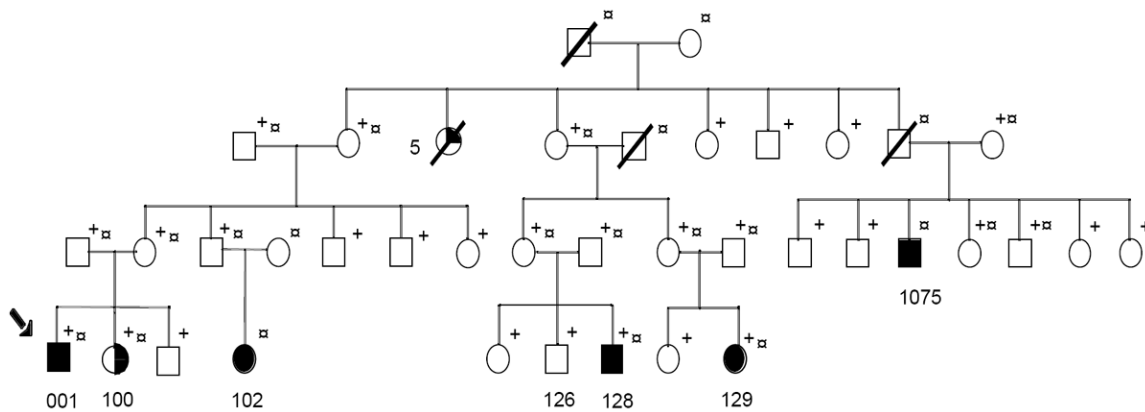 ¤ ¤
+¤ +¤ +¤ ¤ + + + ¤ +¤
5
+ + ¤ +¤ +¤ + +
+¤ +¤ +¤ ¤ + + + +¤ +¤ +¤ +¤
1075
+¤ +¤ + ¤ + + +¤ + +¤
001 100 102 126 128 129